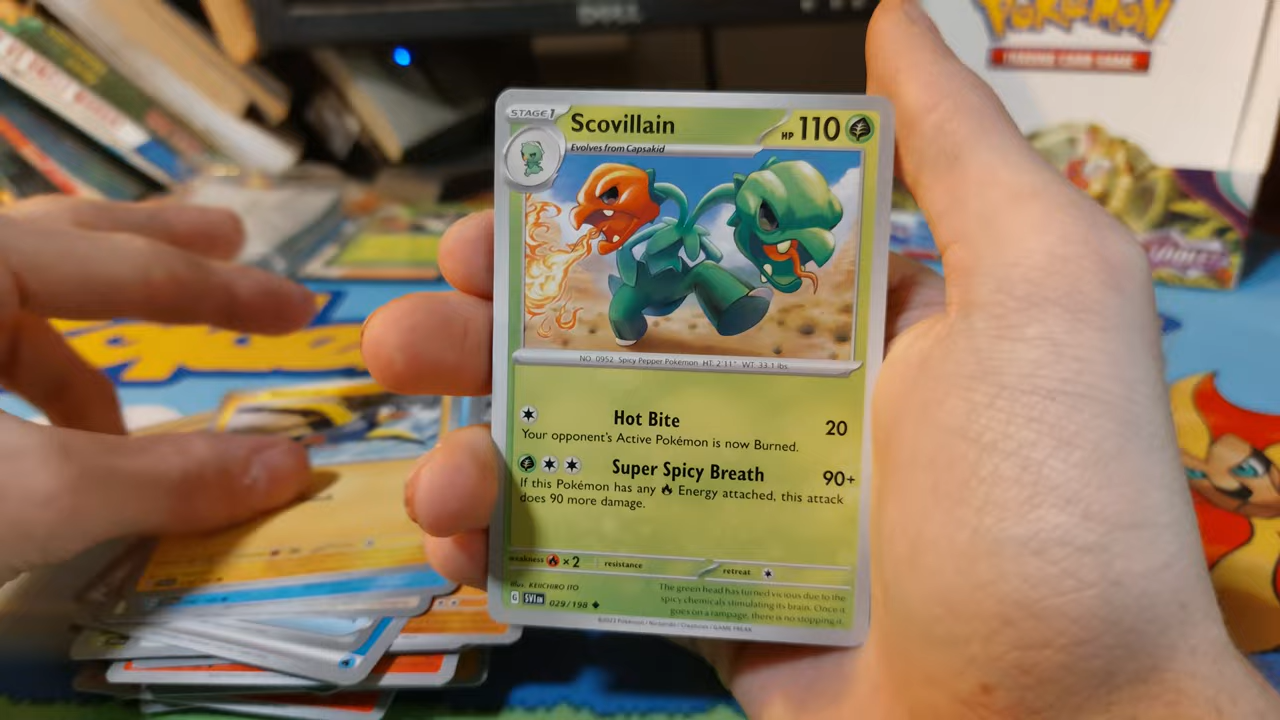 DELL
POKÉMON
TRADING CARD GAME
STAGE 1
Scovillain
HP 110
Evolves from Capsakid
NO. 0952 Spicy Pepper Pokémon HT: 2'11" WT: 33.1 lbs.
Hot Bite 20
Your opponent's Active Pokémon is now Burned.
Super Spicy Breath 90+
If this Pokémon has any Energy attached, this attack
does 90 more damage.
weakness ×2 resistance retreat
Illus. KEIICHIRO ITO
G SVI EN 029/198
The green head has turned vicious due to the
spicy chemicals stimulating its brain. Once it
goes on a rampage, there is no stopping it.
©2023 Pokémon / Nintendo / Creatures / GAME FREAK
Violet